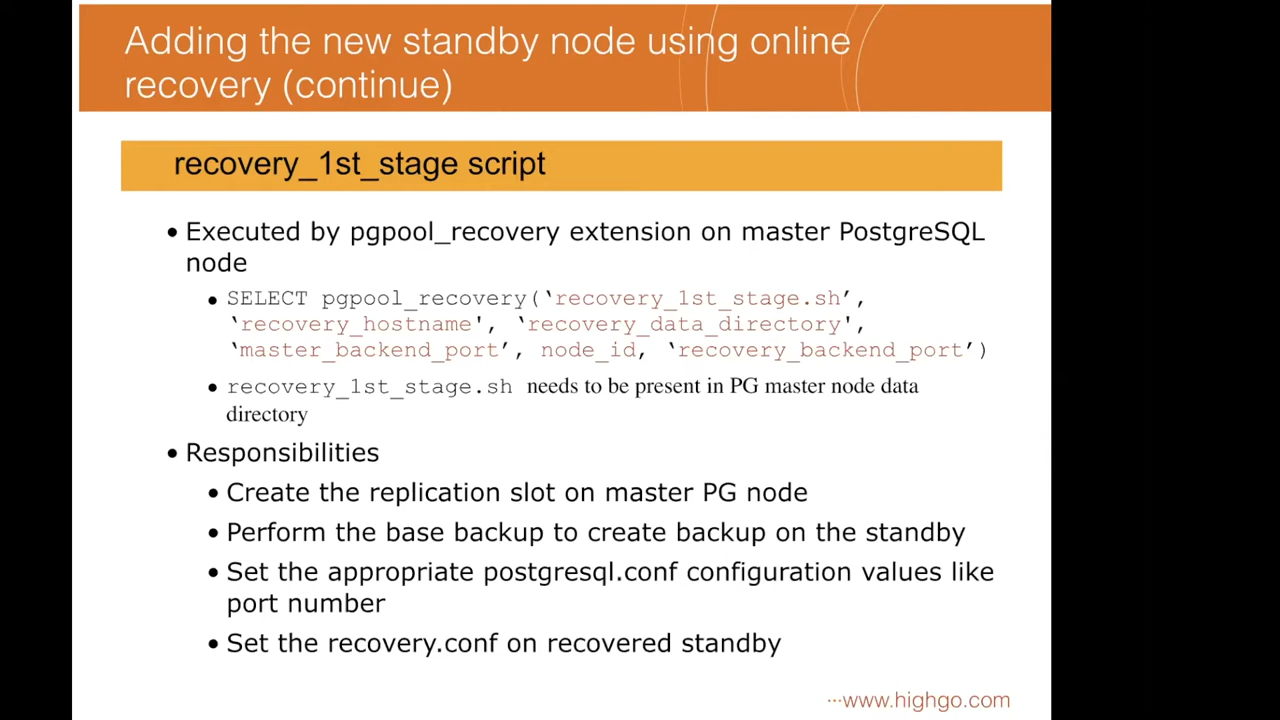 Adding the new standby node using online
recovery (continue)
recovery_1st_stage script
• Executed by pgpool_recovery extension on master PostgreSQL
node
• SELECT pgpool_recovery(‘recovery_1st_stage.sh’,
‘recovery_hostname', ‘recovery_data_directory',
‘master_backend_port’, node_id, ‘recovery_backend_port’)
• recovery_1st_stage.sh needs to be present in PG master node data
directory
• Responsibilities
• Create the replication slot on master PG node
• Perform the base backup to create backup on the standby
• Set the appropriate postgresql.conf configuration values like
port number
• Set the recovery.conf on recovered standby
···www.highgo.com